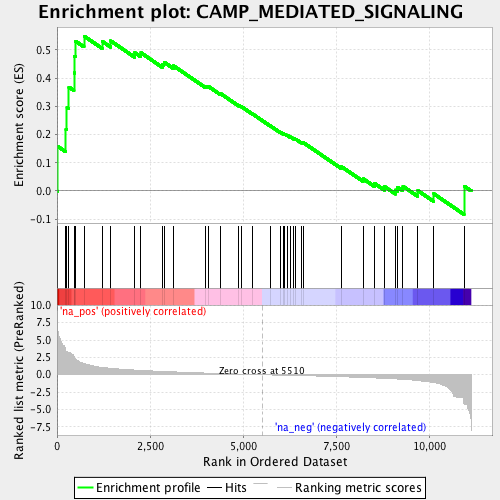 Enrichment plot: CAMP_MEDIATED_SIGNALING
Enrichment score (ES)
0.5
0.4
0.3
0.2
0.1
0.0
-0.1
Ranked list metric (PreRanked)
10.0
7.5
5.0
2.5
0.0
-2.5
-5.0
-7.5
'na_pos' (positively correlated)
Zero cross at 5510
'na_neg' (negatively correlated)
0 2,500 5,000 7,500 10,000
Rank in Ordered Dataset
Enrichment profile Hits Ranking metric scores